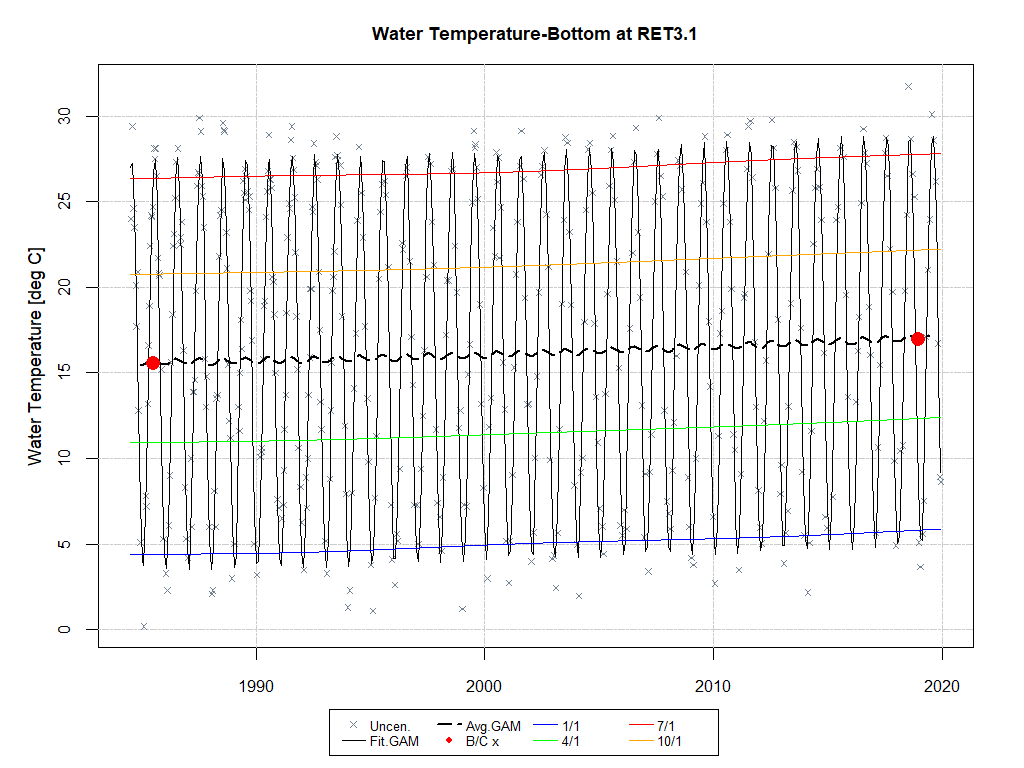 Water Temperature-Bottom at RET3.1
Water Temperature [deg C]
30
25
20
15
10
5
0
1990 2000 2010 2020
Uncen. Avg.GAM 1/1 7/1
Fit.GAM B/C x 4/1 10/1